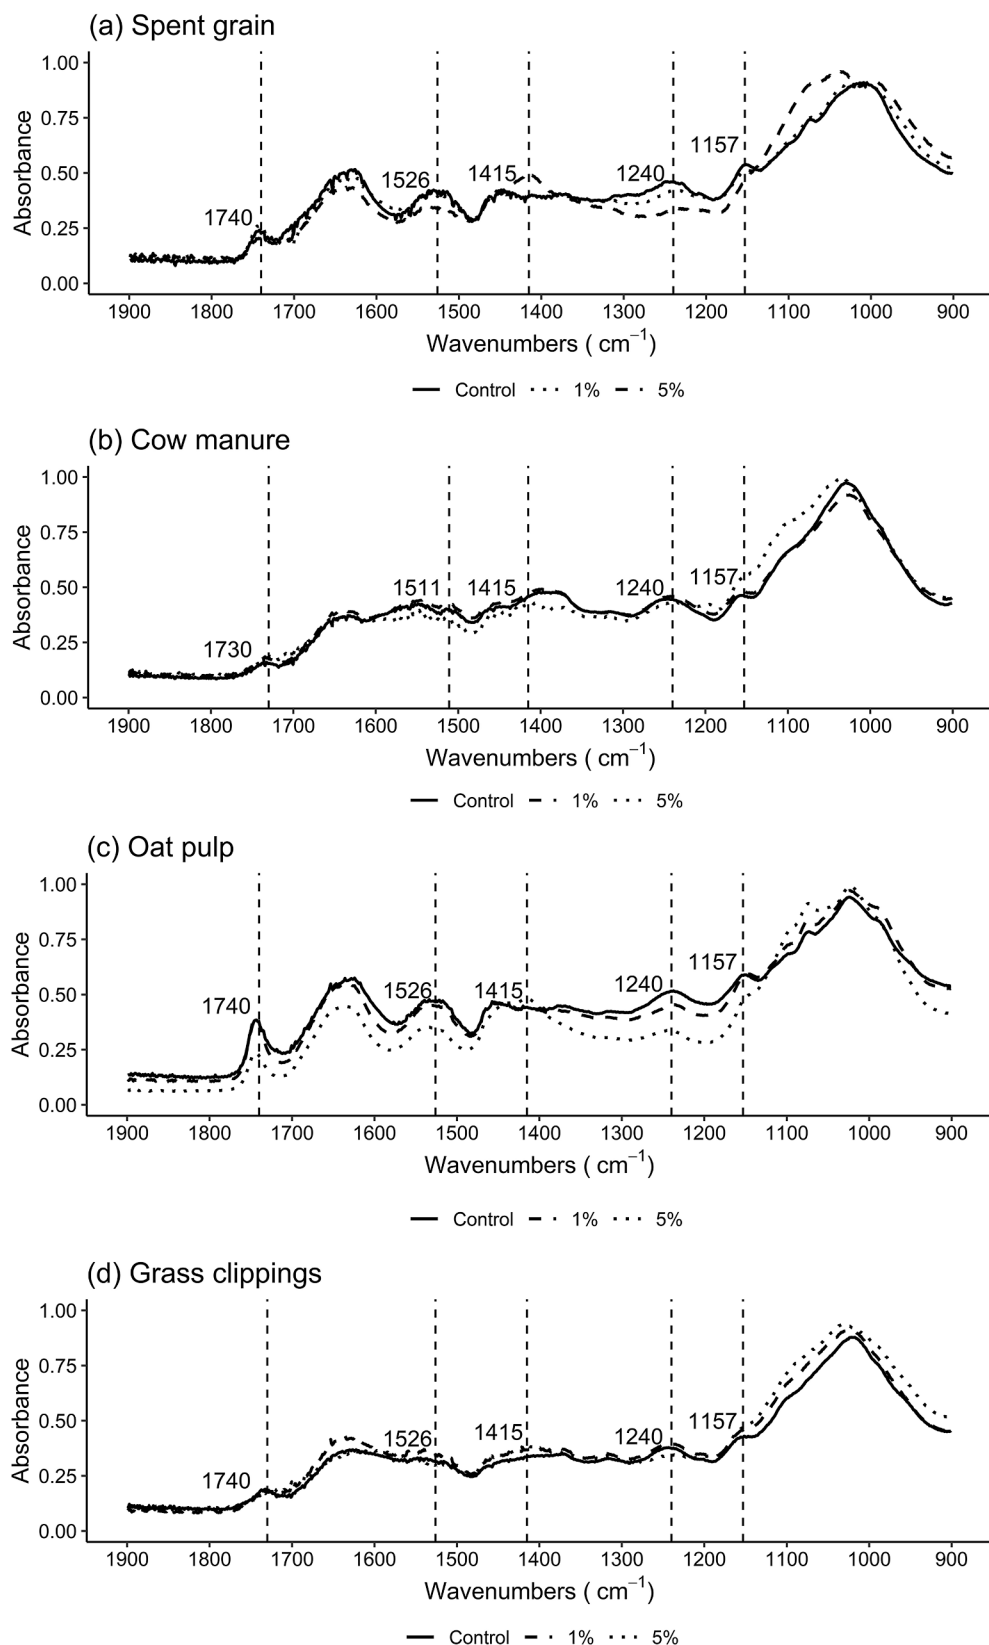 (a) Spent grain
1.00
0.75
0.50
0.25
0.00
Absorbance
1740
1526
1415
1240
1157
1900 1800 1700 1600 1500 1400 1300 1200 1100 1000 900
Wavenumbers ( cm⁻¹)
Control 1% 5%
(b) Cow manure
1.00
0.75
0.50
0.25
0.00
Absorbance
1730
1511
1415
1240
1157
1900 1800 1700 1600 1500 1400 1300 1200 1100 1000 900
Wavenumbers ( cm⁻¹)
Control 1% 5%
(c) Oat pulp
1.00
0.75
0.50
0.25
0.00
Absorbance
1740
1526
1415
1240
1157
1900 1800 1700 1600 1500 1400 1300 1200 1100 1000 900
Wavenumbers ( cm⁻¹)
Control 1% 5%
(d) Grass clippings
1.00
0.75
0.50
0.25
0.00
Absorbance
1740
1526
1415
1240
1157
1900 1800 1700 1600 1500 1400 1300 1200 1100 1000 900
Wavenumbers ( cm⁻¹)
Control 1% 5%